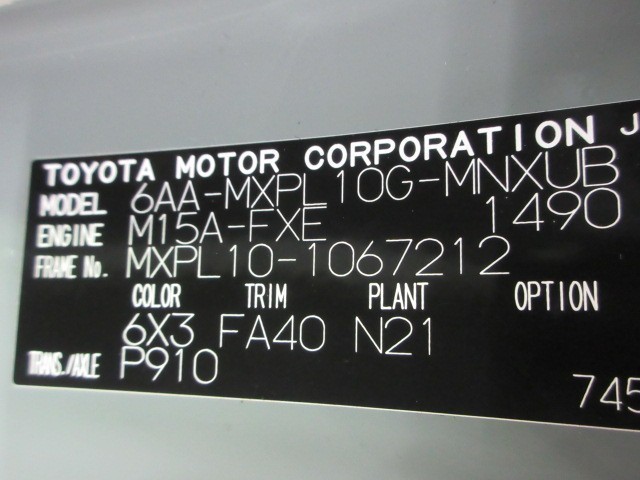 TOYOTA MOTOR CORPORATION J
MODEL 6AA-MXPL10G-MNXUB
ENGINE M15A-FXE 1490
FRAME No. MXPL10-1067212
COLOR TRIM PLANT OPTION
6X3 FA40 N21
TRANS./AXLE P910
745